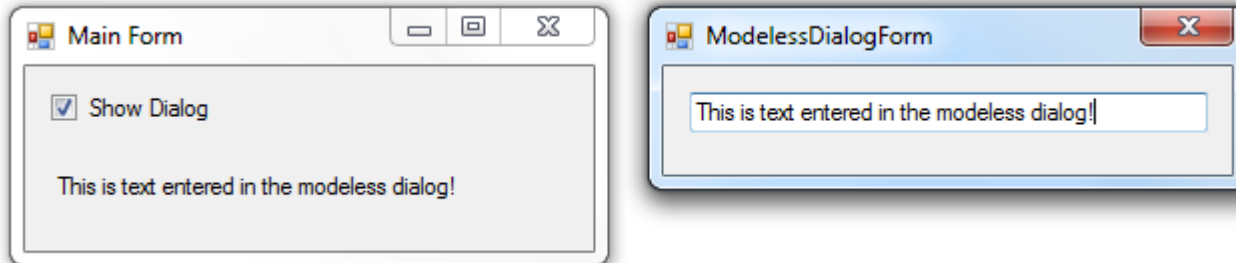 Main Form
Show Dialog
This is text entered in the modeless dialog!
ModelessDialogForm
This is text entered in the modeless dialog!